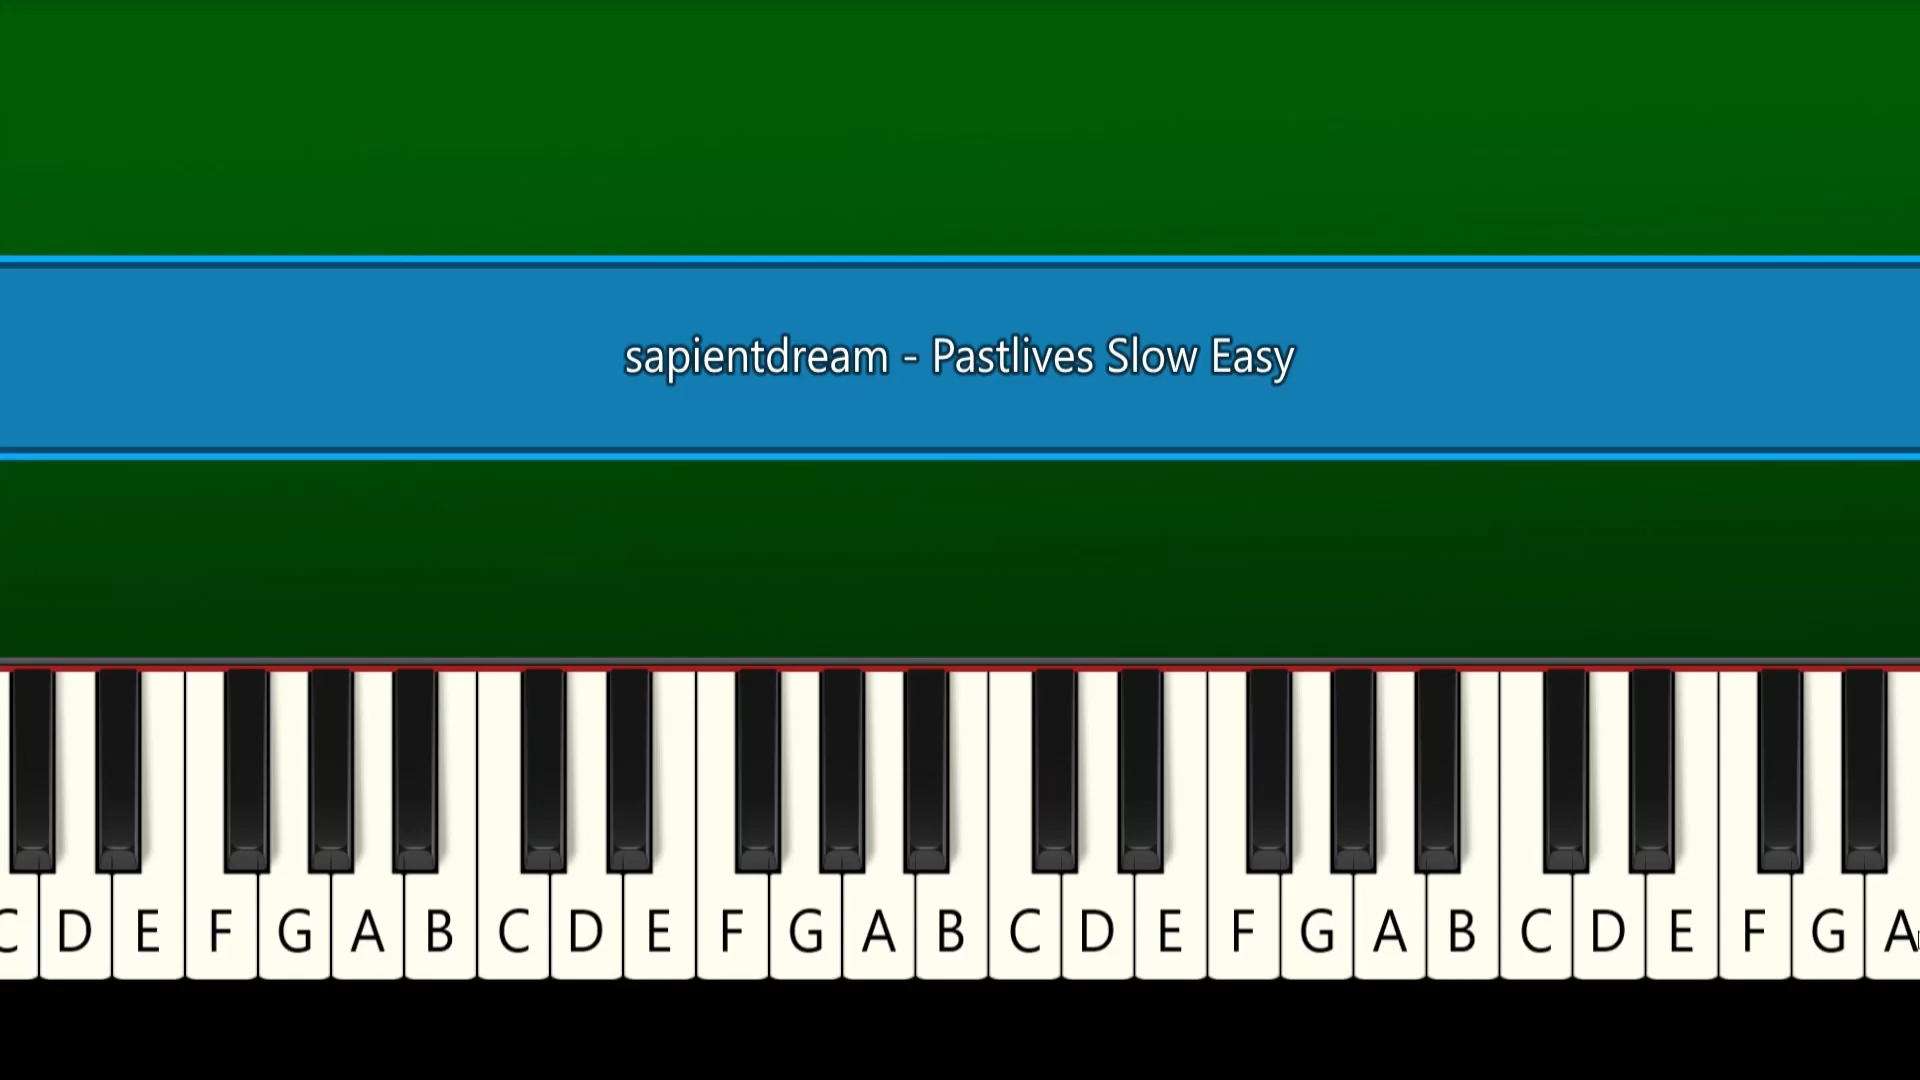 sapientdream - Pastlives Slow Easy
C D E F G A B C D E F G A B C D E F G A B C D E F G A